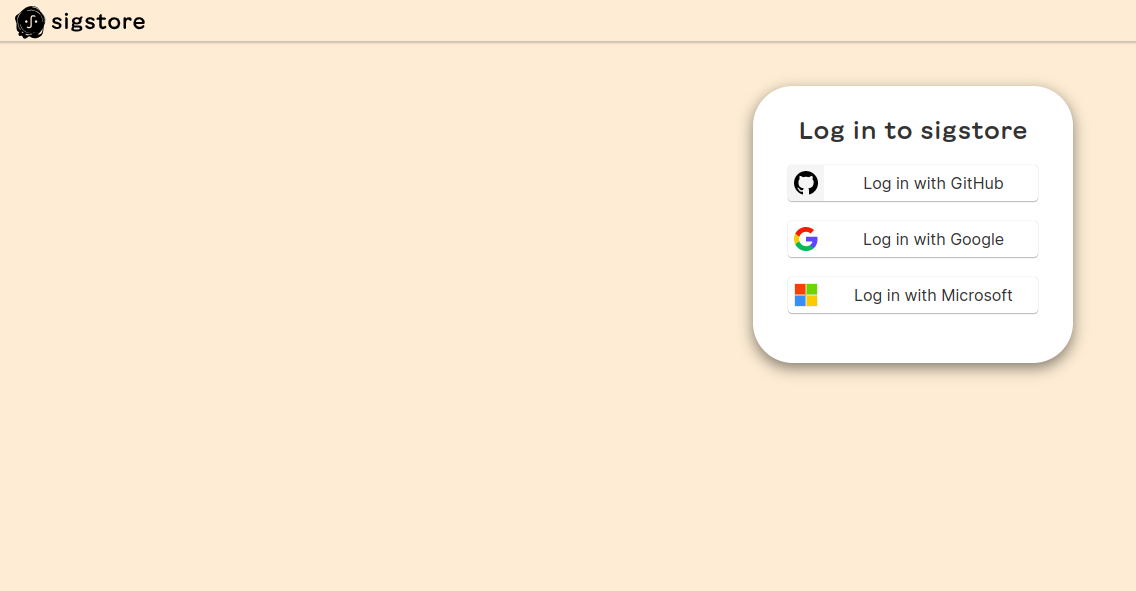 sigstore
Log in to sigstore
Log in with GitHub
Log in with Google
Log in with Microsoft